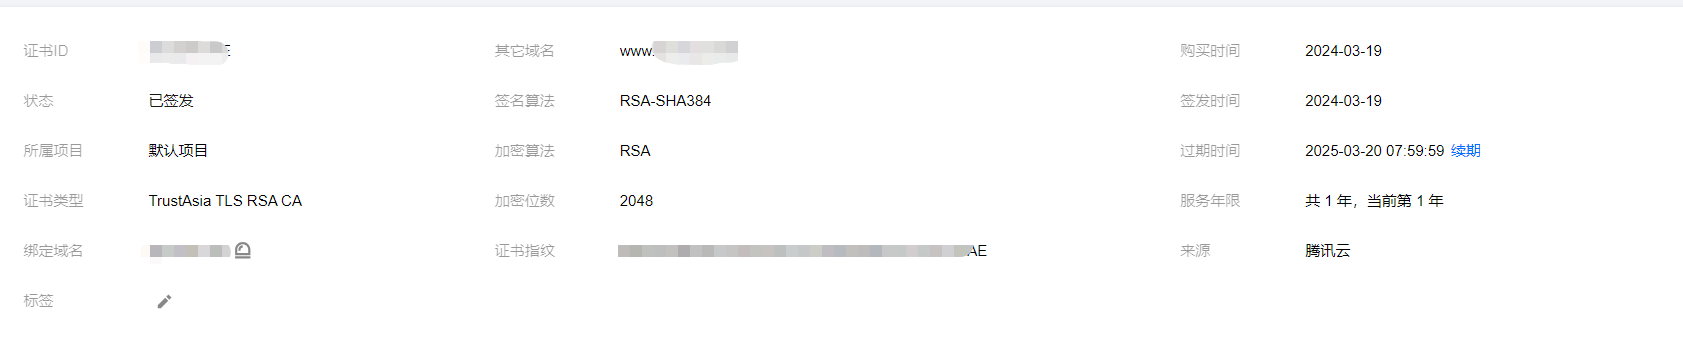 证书ID E 其它域名 www. 购买时间 2024-03-19
状态 已签发 签名算法 RSA-SHA384 签发时间 2024-03-19
所属项目 默认项目 加密算法 RSA 过期时间 2025-03-20 07:59:59 续期
证书类型 TrustAsia TLS RSA CA 加密位数 2048 服务年限 共 1 年，当前第 1 年
绑定域名 证书指纹 AE 来源 腾讯云
标签